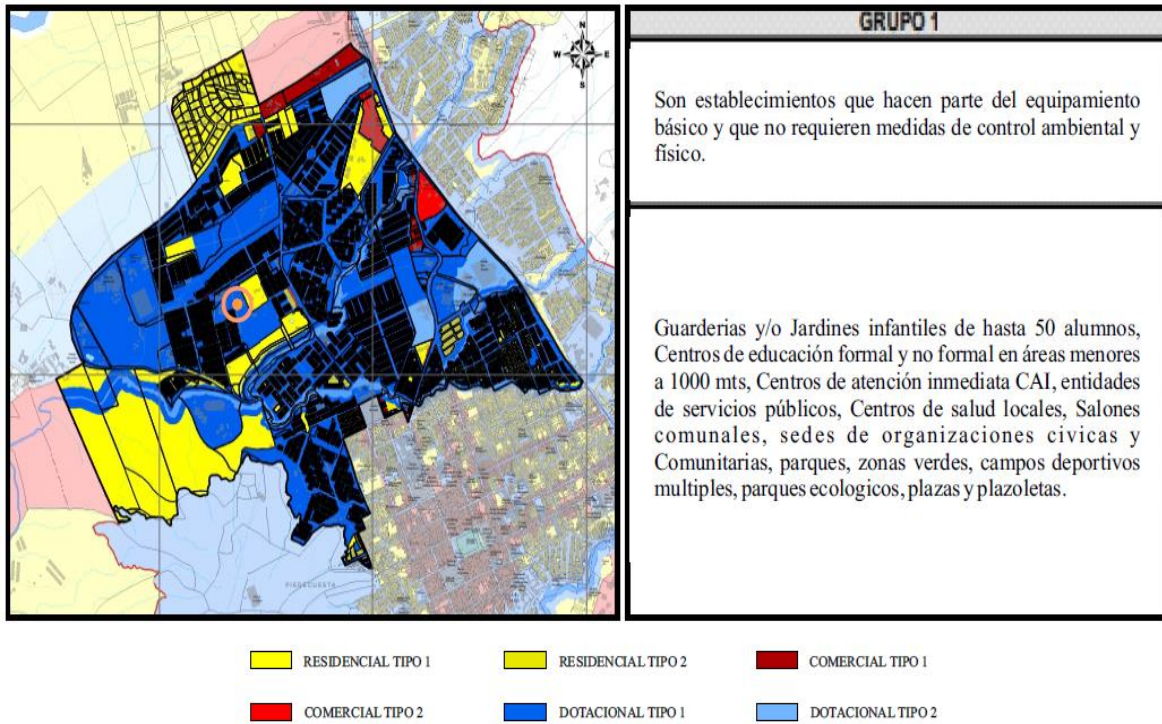 GRUPO 1
N
W E
S
Son establecimientos que hacen parte del equipamiento
básico y que no requieren medidas de control ambiental y
físico.
Guarderias y/o Jardines infantiles de hasta 50 alumnos,
Centros de educación formal y no formal en áreas menores
a 1000 mts, Centros de atención inmediata CAI, entidades
de servicios públicos, Centros de salud locales, Salones
comunales, sedes de organizaciones civicas y
Comunitarias, parques, zonas verdes, campos deportivos
multiples, parques ecologicos, plazas y plazoletas.
PIEDECUESTA
RESIDENCIAL TIPO 1 RESIDENCIAL TIPO 2 COMERCIAL TIPO 1
COMERCIAL TIPO 2 DOTACIONAL TIPO 1 DOTACIONAL TIPO 2